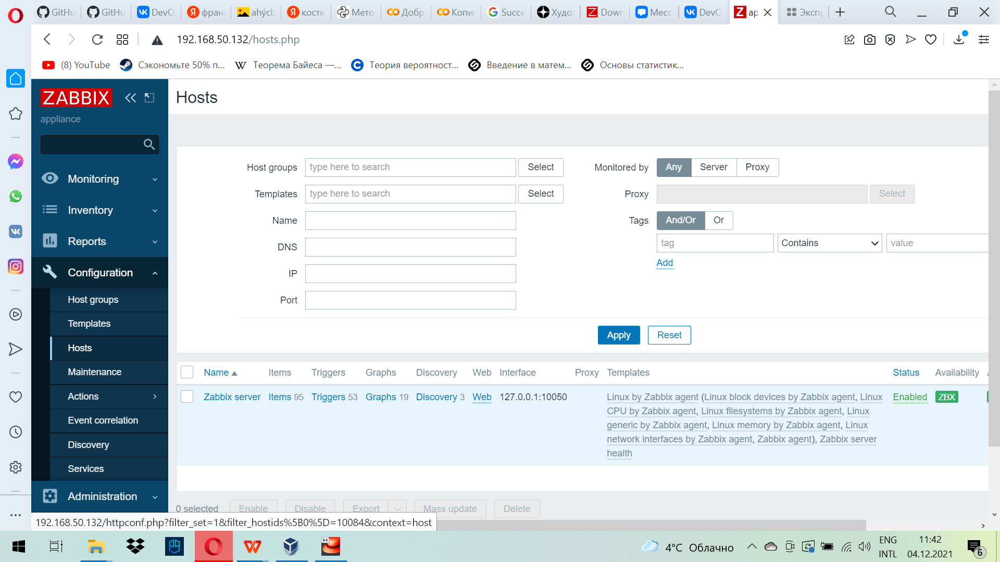 GitHu
GitHu
DevO
фран
ahýcb
костю
Мето
Добр
Копи
Succe
Худо
Down
Мессе
DevO
ap
Эксп
192.168.50.132/hosts.php
(8) YouTube
Сэкономьте 50% п...
Теорема Байеса —...
Теория вероятност...
Введение в матем...
Основы статистик...
ZABBIX
appliance
Monitoring
Inventory
Reports
Configuration
Host groups
Templates
Hosts
Maintenance
Actions
Event correlation
Discovery
Services
Administration
Hosts
Host groups type here to search Select
Templates type here to search Select
Name
DNS
IP
Port
Monitored by Any Server Proxy
Proxy Select
Tags And/Or Or
tag Contains value
Add
Apply Reset
Name Items Triggers Graphs Discovery Web Interface Proxy Templates Status Availability
Zabbix server Items 95 Triggers 53 Graphs 19 Discovery 3 Web 127.0.0.1:10050 Linux by Zabbix agent (Linux block devices by Zabbix agent, Linux Enabled ZBX
CPU by Zabbix agent, Linux filesystems by Zabbix agent, Linux
generic by Zabbix agent, Linux memory by Zabbix agent, Linux
network interfaces by Zabbix agent, Zabbix agent), Zabbix server
health
0 selected Enable Disable Export Mass update Delete
192.168.50.132/httpconf.php?filter_set=1&filter_hostids%5B0%5D=10084&context=host
64
4°C Облачно
ENG
INTL
11:42
04.12.2021
6